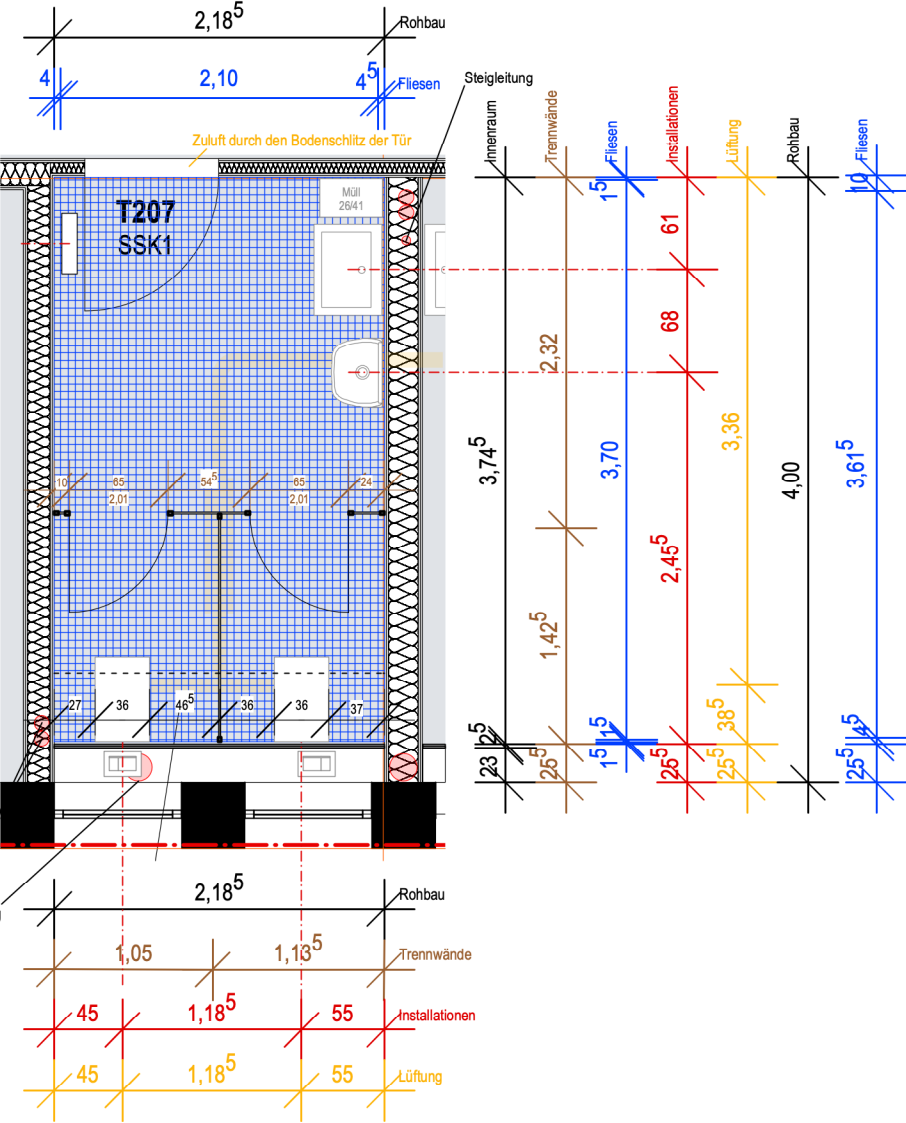 2,18⁵ Rohbau
4 2,10 4⁵ Fliesen
Steigleitung
Zuluft durch den Bodenschlitz der Tür
Innenraum Trennwände Fliesen Installationen Lüftung Rohbau Fliesen
1⁵ 10
Müll
26/41
T207
SSK1
61
68
2,32
3,74⁵ 3,70 3,36 4,00 3,61⁵
10 65 54⁵ 65 24
2,01 2,01
2,45⁵
1,42⁵
27 36 46⁵ 36 36 37
2⁵ 1⁵ 38⁵ 4⁵
23 25⁵ 1⁵ 25⁵ 25⁵ 25⁵
2,18⁵ Rohbau
1,05 1,13⁵ Trennwände
45 1,18⁵ 55 Installationen
45 1,18⁵ 55 Lüftung